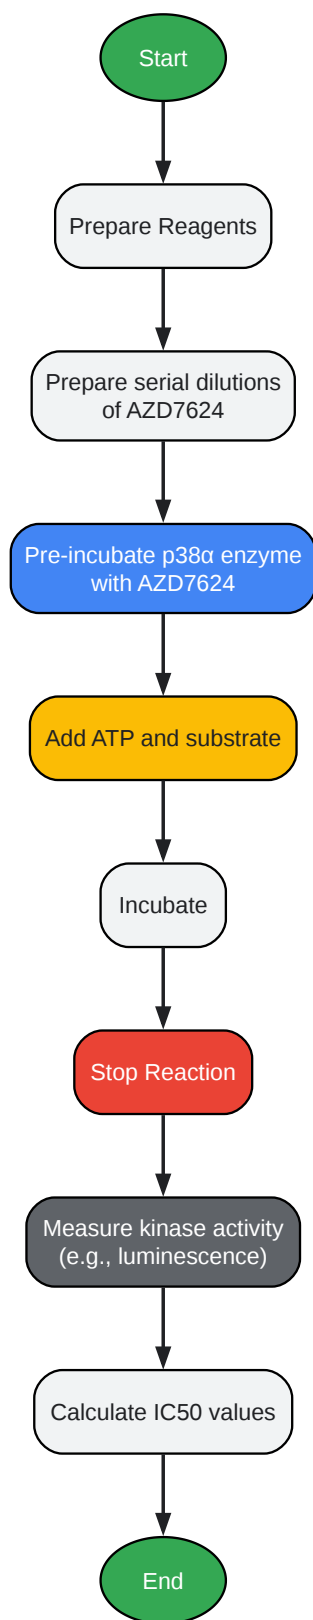 Start
Prepare Reagents
Prepare serial dilutions
of AZD7624
Pre-incubate p38α enzyme
with AZD7624
Add ATP and substrate
Incubate
Stop Reaction
Measure kinase activity
(e.g., luminescence)
Calculate IC50 values
End